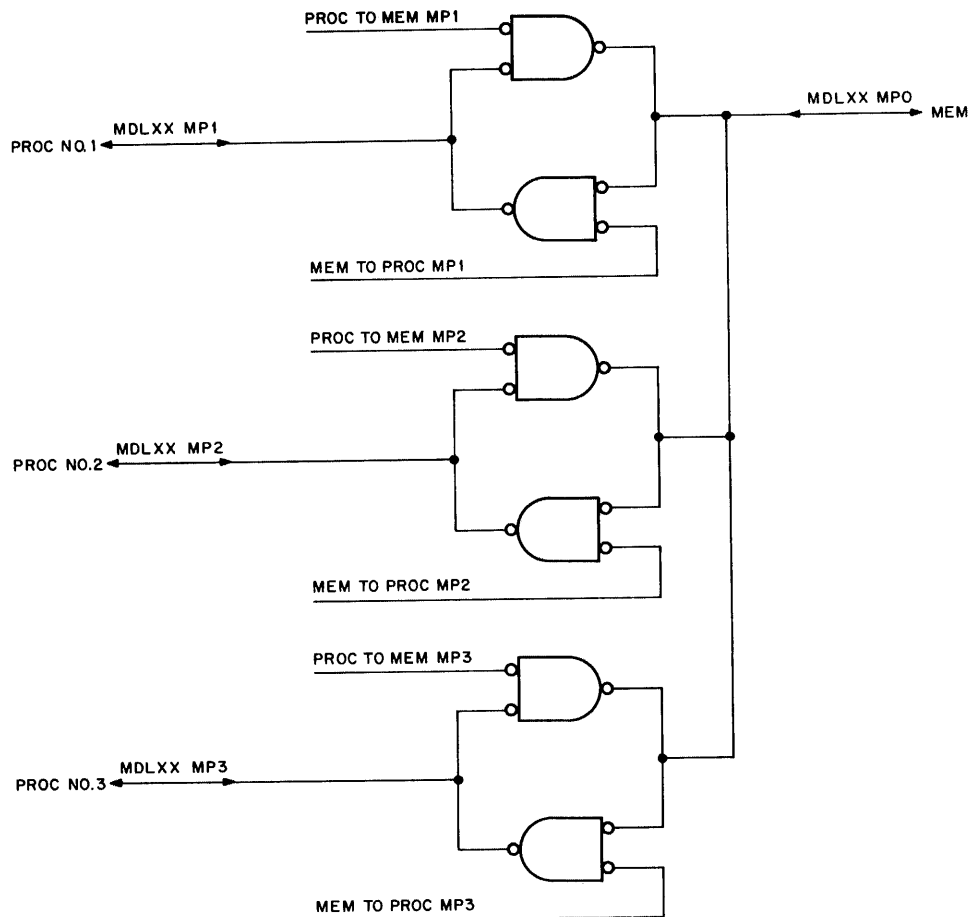 PROC TO MEM MP1
MDLXX MP0
MEM
MDLXX MP1
PROC NO.1
MEM TO PROC MP1
PROC TO MEM MP2
MDLXX MP2
PROC NO.2
MEM TO PROC MP2
PROC TO MEM MP3
MDLXX MP3
PROC NO.3
MEM TO PROC MP3